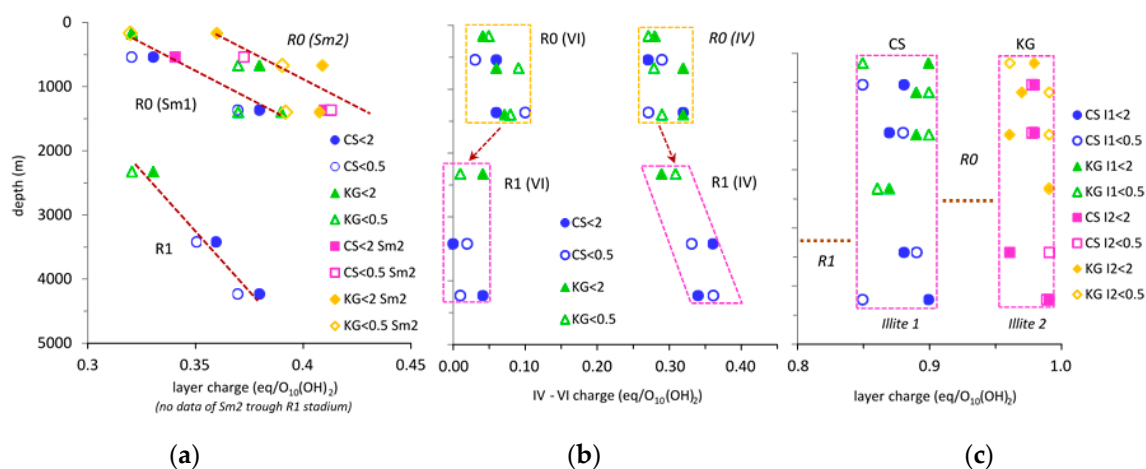 0
1000
2000
3000
4000
5000
depth (m)
R0 (Sm2)
R0 (Sm1)
R1
CS<2
CS<0.5
KG<2
KG<0.5
CS<2 Sm2
CS<0.5 Sm2
KG<2 Sm2
KG<0.5 Sm2
0.3
0.35
0.4
0.45
layer charge (eq/O10(OH)2)
(no data of Sm2 trough R1 stadium)
(a)
R0 (VI)
R0 (IV)
R1 (VI)
R1 (IV)
CS<2
CS<0.5
KG<2
KG<0.5
0.00
0.10
0.20
0.30
0.40
IV - VI charge (eq/O10(OH)2)
(b)
CS
KG
R0
R1
Illite 1
Illite 2
CS I1<2
CS I1<0.5
KG I1<2
KG I1<0.5
CS I2<2
CS I2<0.5
KG I2<2
KG I2<0.5
0.8
0.9
1.0
layer charge (eq/O10(OH)2)
(c)